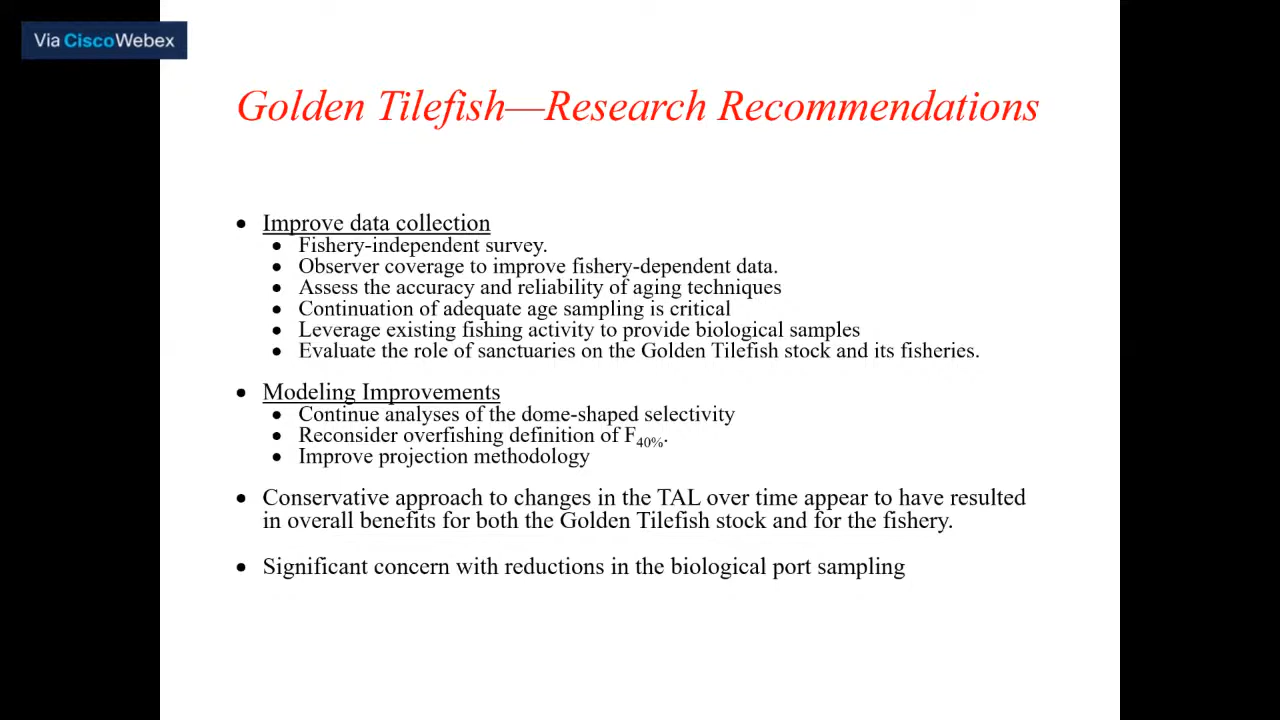 Via CiscoWebex
Golden Tilefish—Research Recommendations
• Improve data collection
• Fishery-independent survey.
• Observer coverage to improve fishery-dependent data.
• Assess the accuracy and reliability of aging techniques
• Continuation of adequate age sampling is critical
• Leverage existing fishing activity to provide biological samples
• Evaluate the role of sanctuaries on the Golden Tilefish stock and its fisheries.
• Modeling Improvements
• Continue analyses of the dome-shaped selectivity
• Reconsider overfishing definition of F40%.
• Improve projection methodology
• Conservative approach to changes in the TAL over time appear to have resulted
in overall benefits for both the Golden Tilefish stock and for the fishery.
• Significant concern with reductions in the biological port sampling